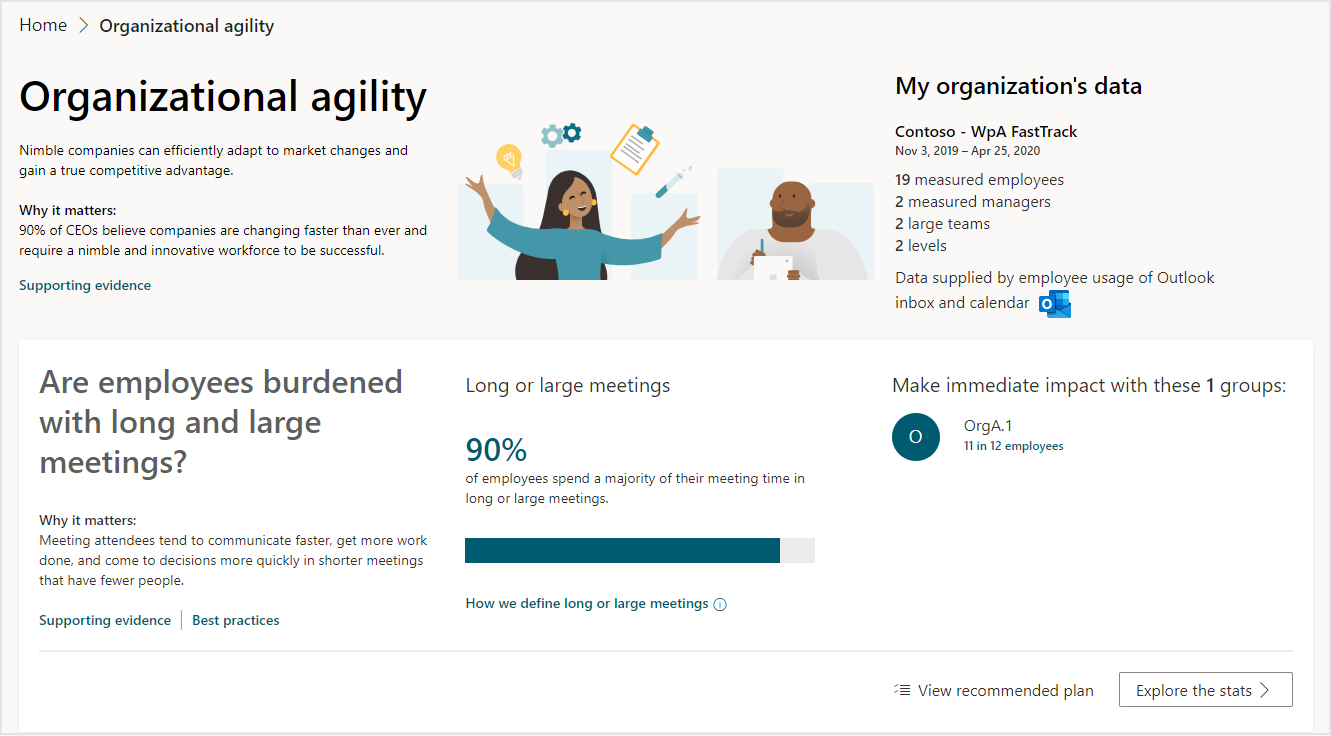 Home > Organizational agility
Organizational agility
Nimble companies can efficiently adapt to market changes and
gain a true competitive advantage.
Why it matters:
90% of CEOs believe companies are changing faster than ever and
require a nimble and innovative workforce to be successful.
Supporting evidence
My organization's data
Contoso - WpA FastTrack
Nov 3, 2019 – Apr 25, 2020
19 measured employees
2 measured managers
2 large teams
2 levels
Data supplied by employee usage of Outlook
inbox and calendar
Are employees burdened
with long and large
meetings?
Why it matters:
Meeting attendees tend to communicate faster, get more work
done, and come to decisions more quickly in shorter meetings
that have fewer people.
Supporting evidence | Best practices
Long or large meetings
90%
of employees spend a majority of their meeting time in
long or large meetings.
How we define long or large meetings
Make immediate impact with these 1 groups:
O
OrgA.1
11 in 12 employees
View recommended plan
Explore the stats >